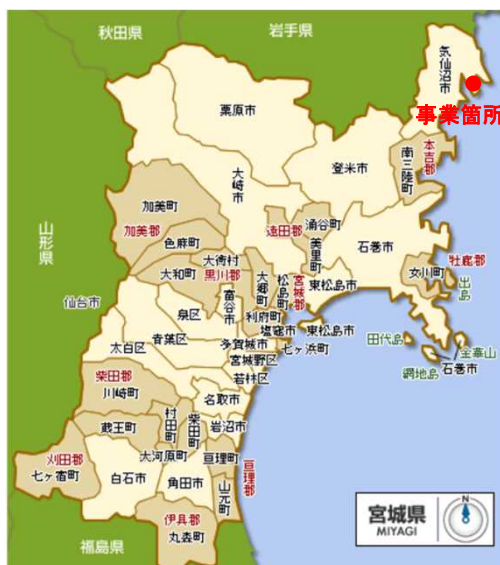 秋田県
岩手県
気仙沼市
事業箇所
栗原市
本吉郡
南三陸町
登米市
大崎市
加美町
加美郡
色麻町
遠田郡
涌谷町
美里町
石巻市
山形県
大衡村
大和町
黒川郡
大郷町
松島町
宮城郡
東松島市
女川町
牡鹿郡
出島
仙台市
泉区
富谷市
利府町
塩竈市
東松島市
青葉区
多賀城市
七ヶ浜町
田代島
金華山
太白区
宮城野区
石巻市
網地島
若林区
柴田郡
川崎町
名取市
村田町
柴田町
岩沼市
蔵王町
大河原町
亘理町
亘理郡
刈田郡
七ヶ宿町
白石市
角田市
山元町
伊具郡
丸森町
福島県
宮城県
MIYAGI
N